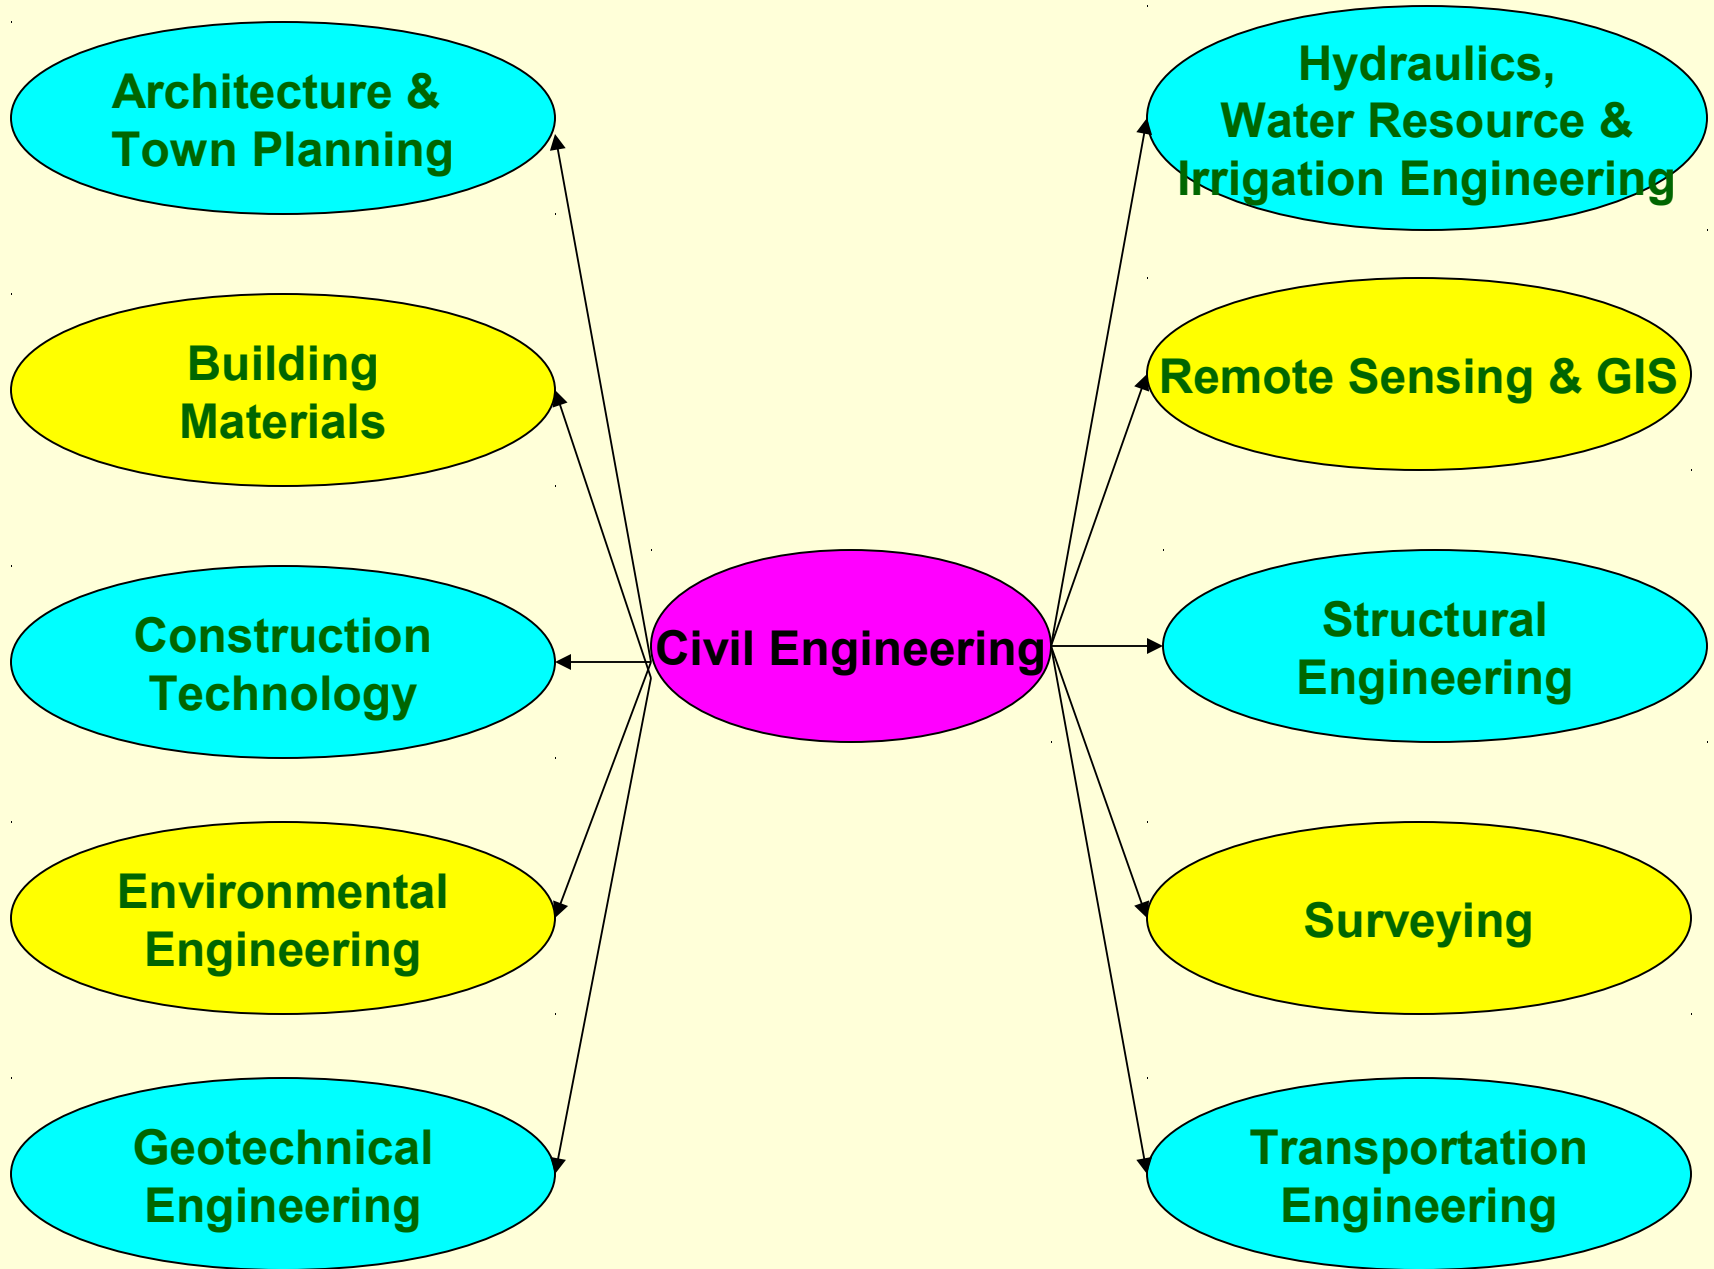 Architecture &
Town Planning
Building
Materials
Construction
Technology
Environmental
Engineering
Geotechnical
Engineering
Civil Engineering
Hydraulics,
Water Resource &
Irrigation Engineering
Remote Sensing & GIS
Structural
Engineering
Surveying
Transportation
Engineering